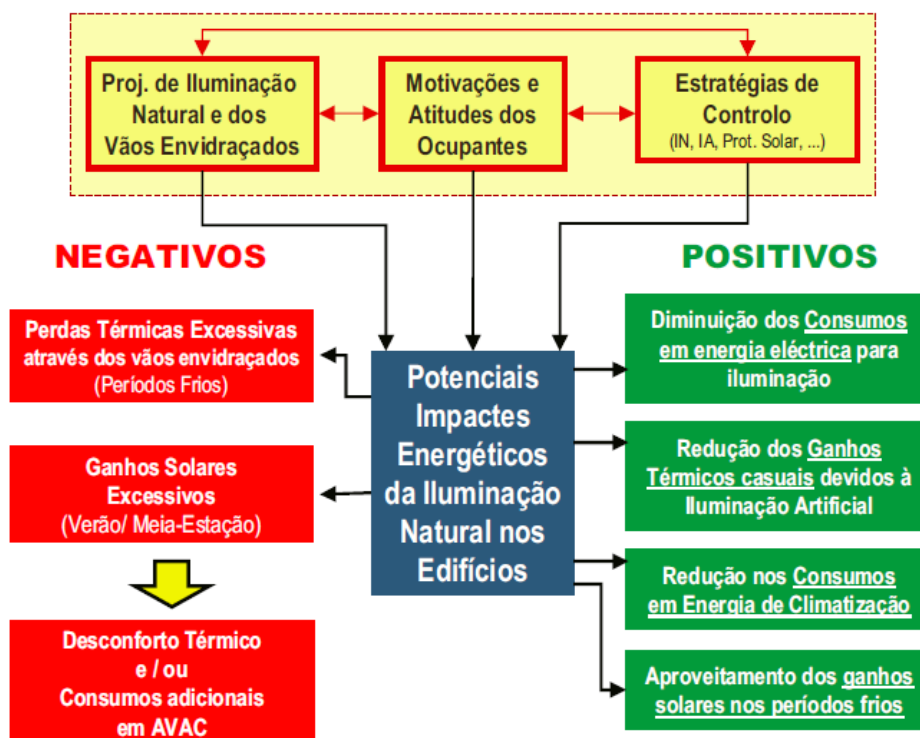 Proj. de Iluminação
Natural e dos
Vãos Envidraçados
Motivações e
Atitudes dos
Ocupantes
Estratégias de
Controlo
(IN, IA, Prot. Solar, ...)
NEGATIVOS
POSITIVOS
Perdas Térmicas Excessivas
através dos vãos envidraçados
(Períodos Frios)
Ganhos Solares
Excessivos
(Verão/ Meia-Estação)
Desconforto Térmico
e / ou
Consumos adicionais
em AVAC
Potenciais
Impactes
Energéticos
da Iluminação
Natural nos
Edifícios
Diminuição dos Consumos
em energia eléctrica para
iluminação
Redução dos Ganhos
Térmicos casuais devidos à
Iluminação Artificial
Redução nos Consumos
em Energia de Climatização
Aproveitamento dos ganhos
solares nos períodos frios